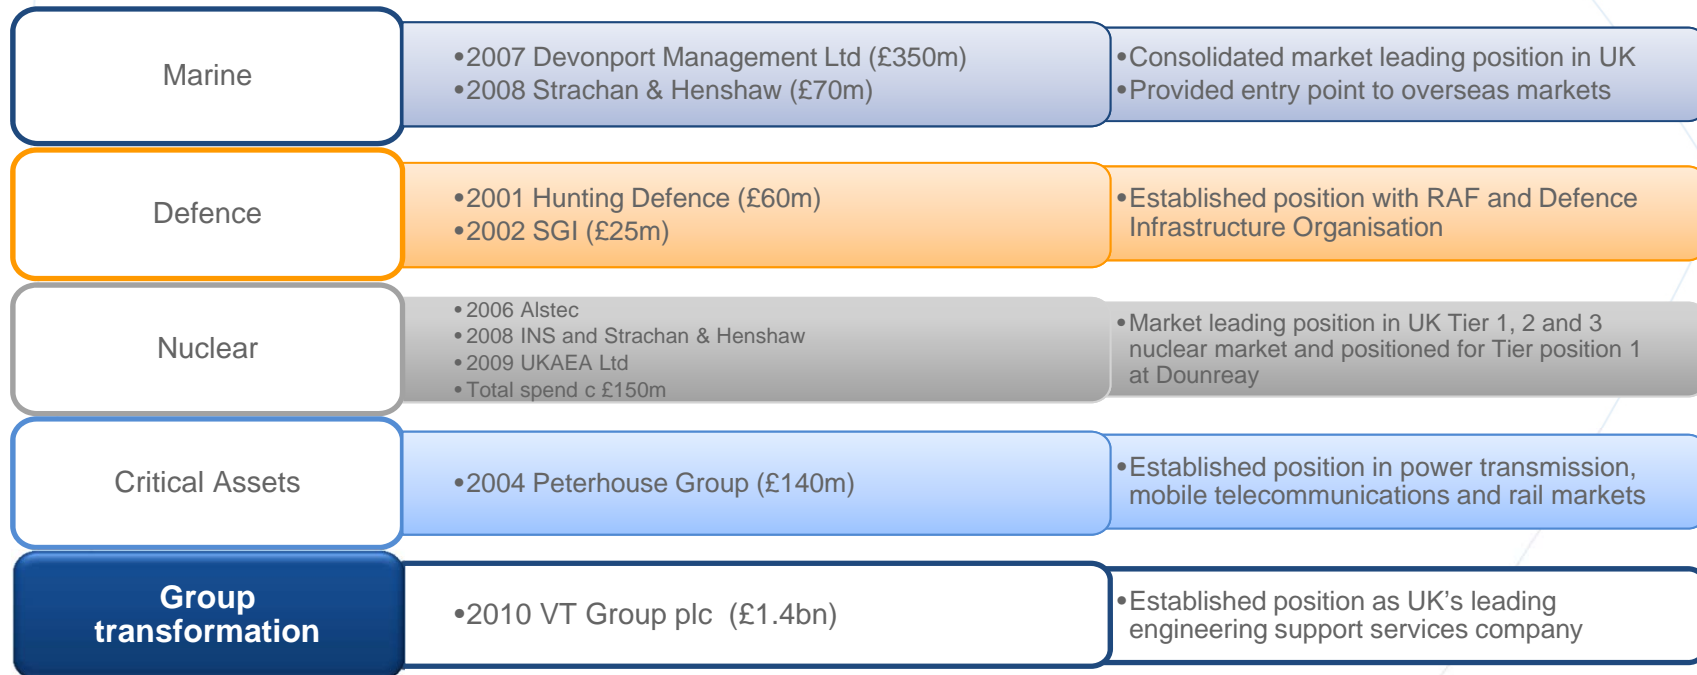 Marine
•2007 Devonport Management Ltd (£350m)
•2008 Strachan & Henshaw (£70m)
•Consolidated market leading position in UK
•Provided entry point to overseas markets
Defence
•2001 Hunting Defence (£60m)
•2002 SGI (£25m)
•Established position with RAF and Defence
Infrastructure Organisation
Nuclear
•2006 Alstec
•2008 INS and Strachan & Henshaw
•2009 UKAEA Ltd
•Total spend c £150m
•Market leading position in UK Tier 1, 2 and 3
nuclear market and positioned for Tier position 1
at Dounreay
Critical Assets
•2004 Peterhouse Group (£140m)
•Established position in power transmission,
mobile telecommunications and rail markets
Group
transformation
•2010 VT Group plc (£1.4bn)
•Established position as UK's leading
engineering support services company